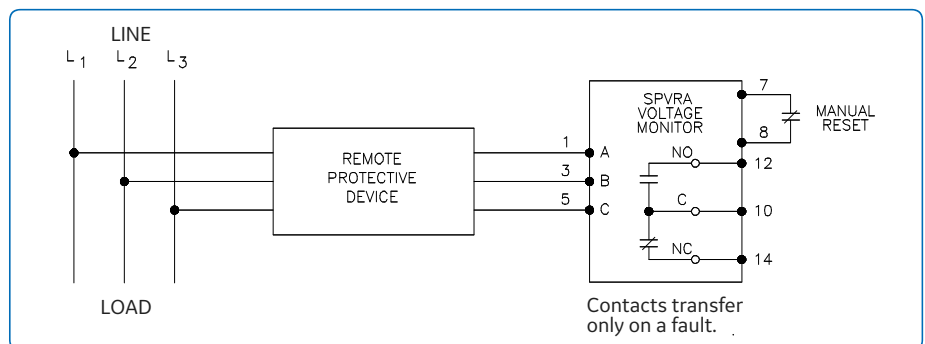 LINE
L1 L2 L3
REMOTE
PROTECTIVE
DEVICE
1
3
5
A
B
C
SPVRA
VOLTAGE
MONITOR
NO
C
NC
7
8
12
10
14
MANUAL
RESET
LOAD
Contacts transfer
only on a fault.